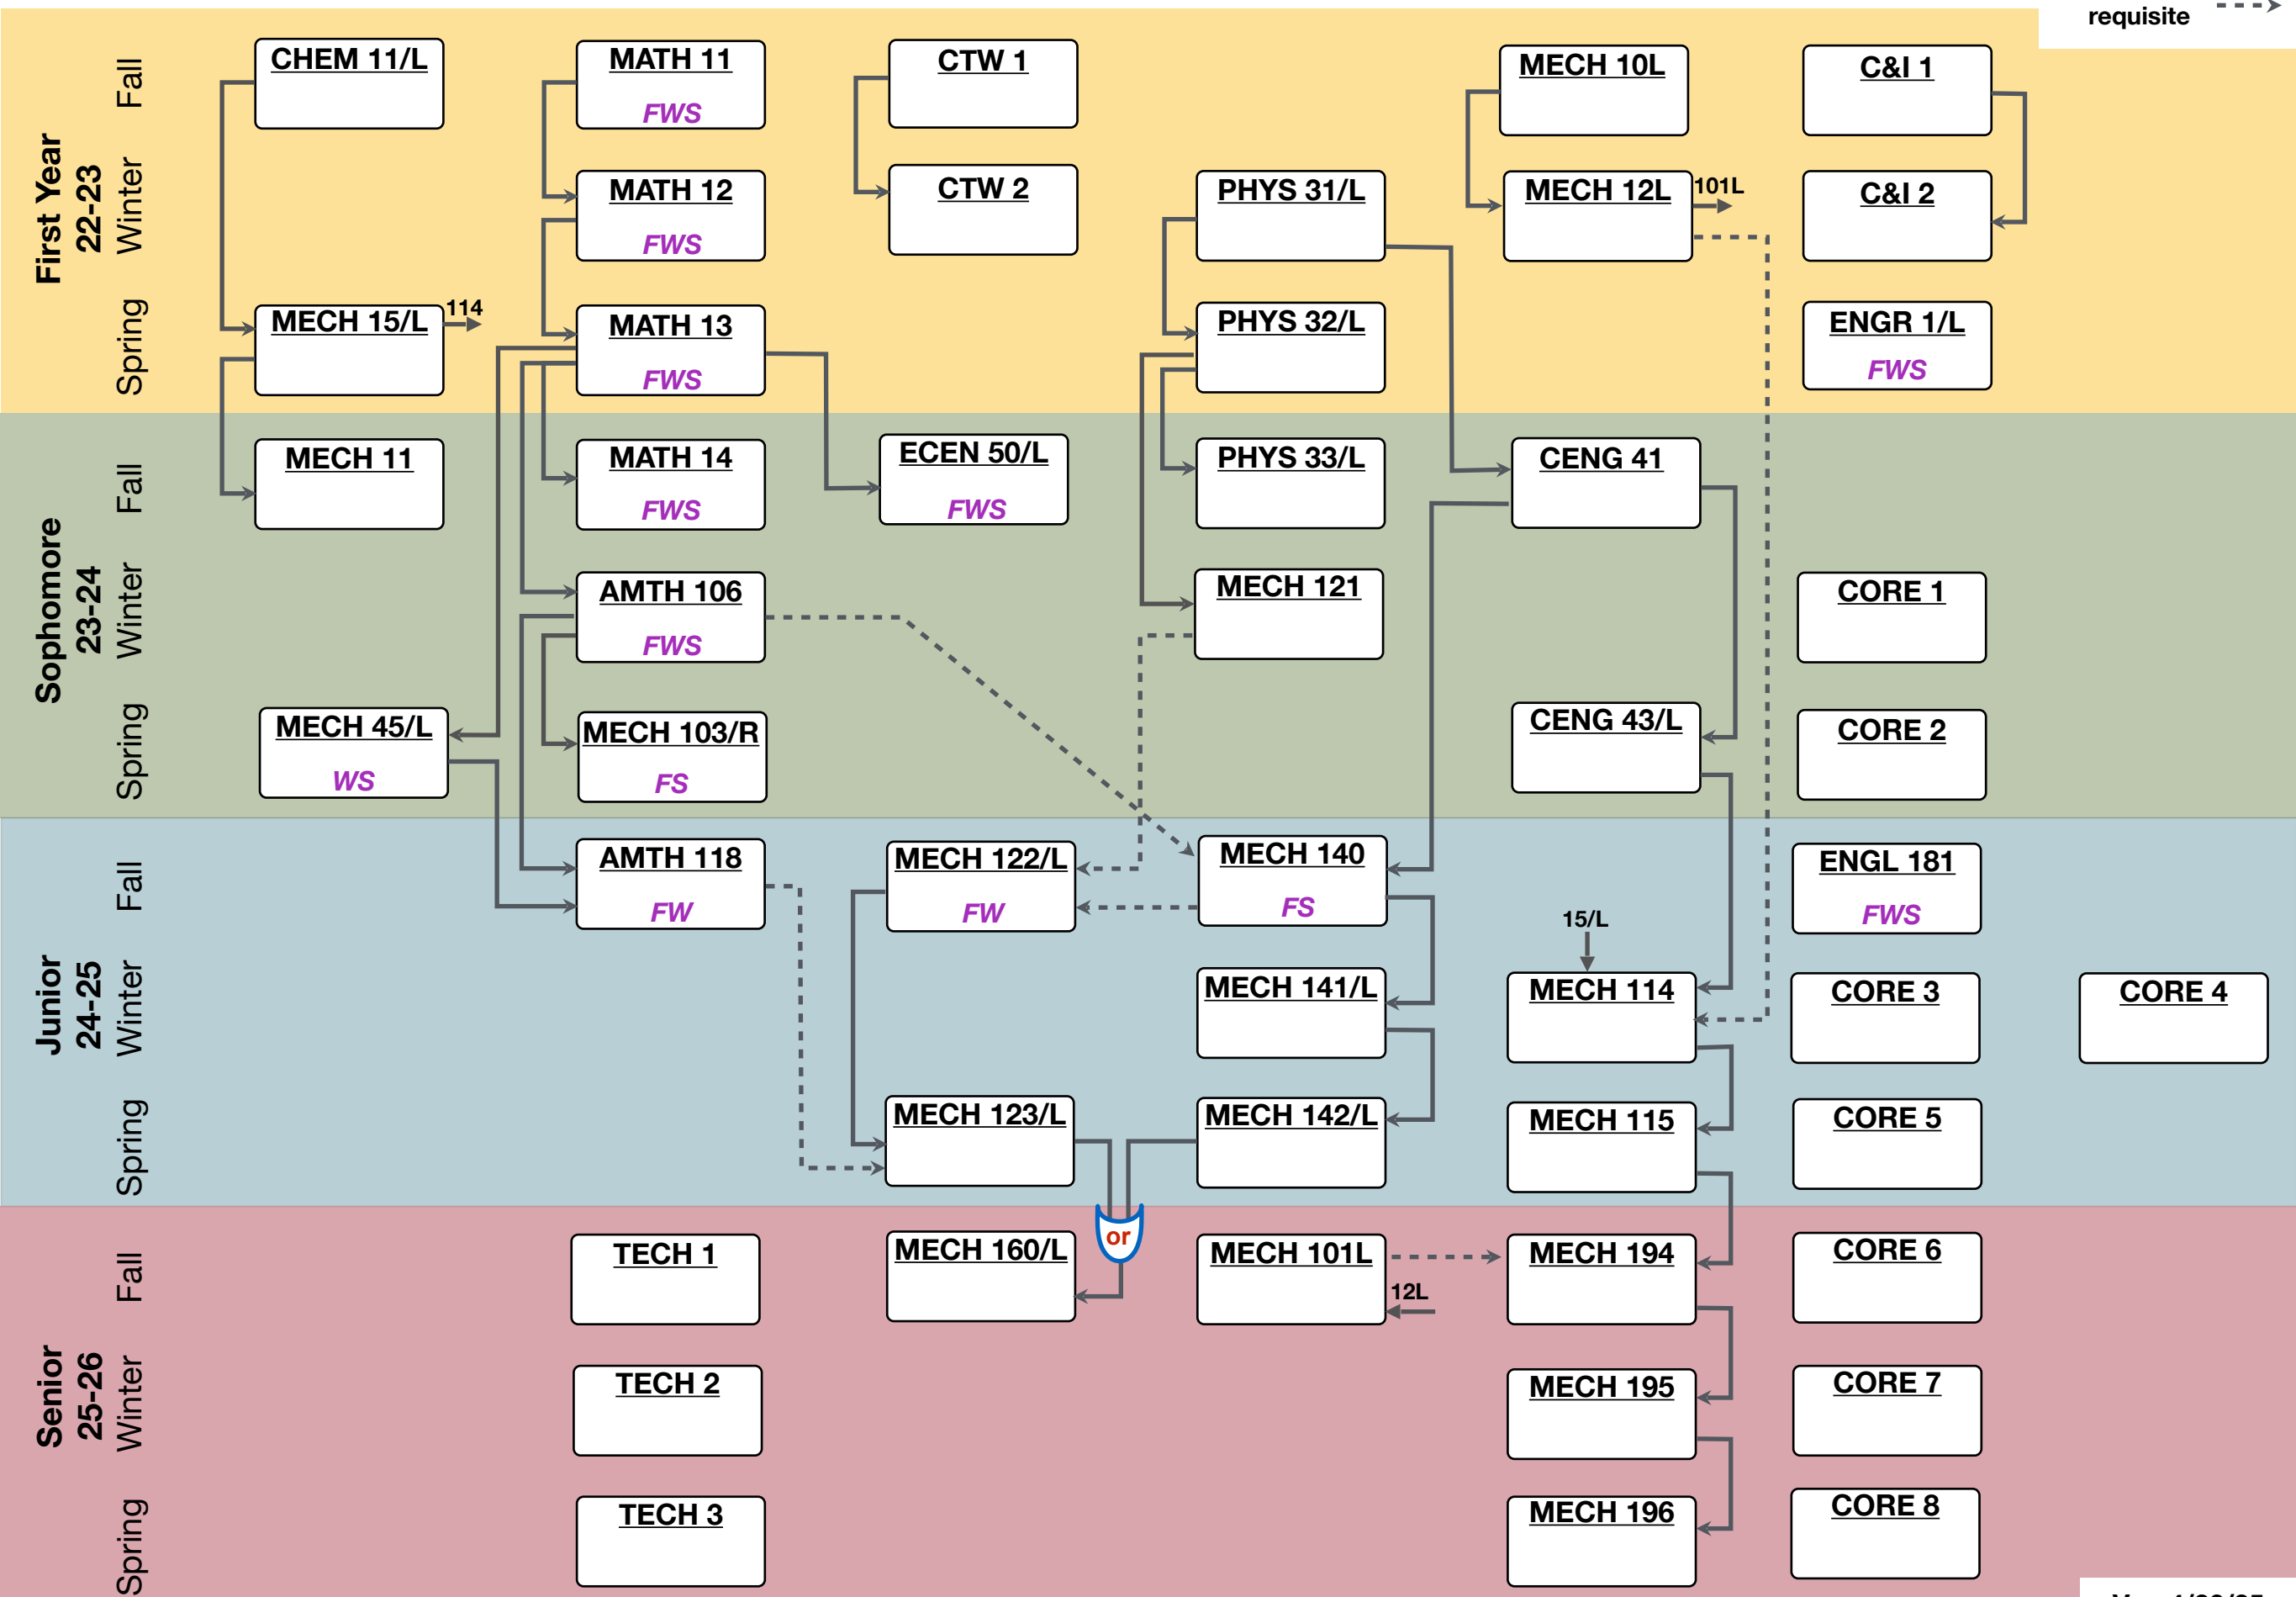 requisite
First Year
22-23
Fall
CHEM 11/L
MATH 11
FWS
CTW 1
MECH 10L
C&I 1
Winter
MATH 12
FWS
CTW 2
PHYS 31/L
MECH 12L
101L
C&I 2
Spring
MECH 15/L
114
MATH 13
FWS
PHYS 32/L
ENGR 1/L
FWS
Sophomore
23-24
Fall
MECH 11
MATH 14
FWS
ECEN 50/L
FWS
PHYS 33/L
CENG 41
Winter
AMTH 106
FWS
MECH 121
CORE 1
Spring
MECH 45/L
WS
MECH 103/R
FS
CENG 43/L
CORE 2
Junior
24-25
Fall
AMTH 118
FW
MECH 122/L
FW
MECH 140
FS
ENGL 181
FWS
Winter
MECH 141/L
15/L
MECH 114
CORE 3
CORE 4
Spring
MECH 123/L
MECH 142/L
MECH 115
CORE 5
or
Senior
25-26
Fall
TECH 1
MECH 160/L
MECH 101L
12L
MECH 194
CORE 6
Winter
TECH 2
MECH 195
CORE 7
Spring
TECH 3
MECH 196
CORE 8